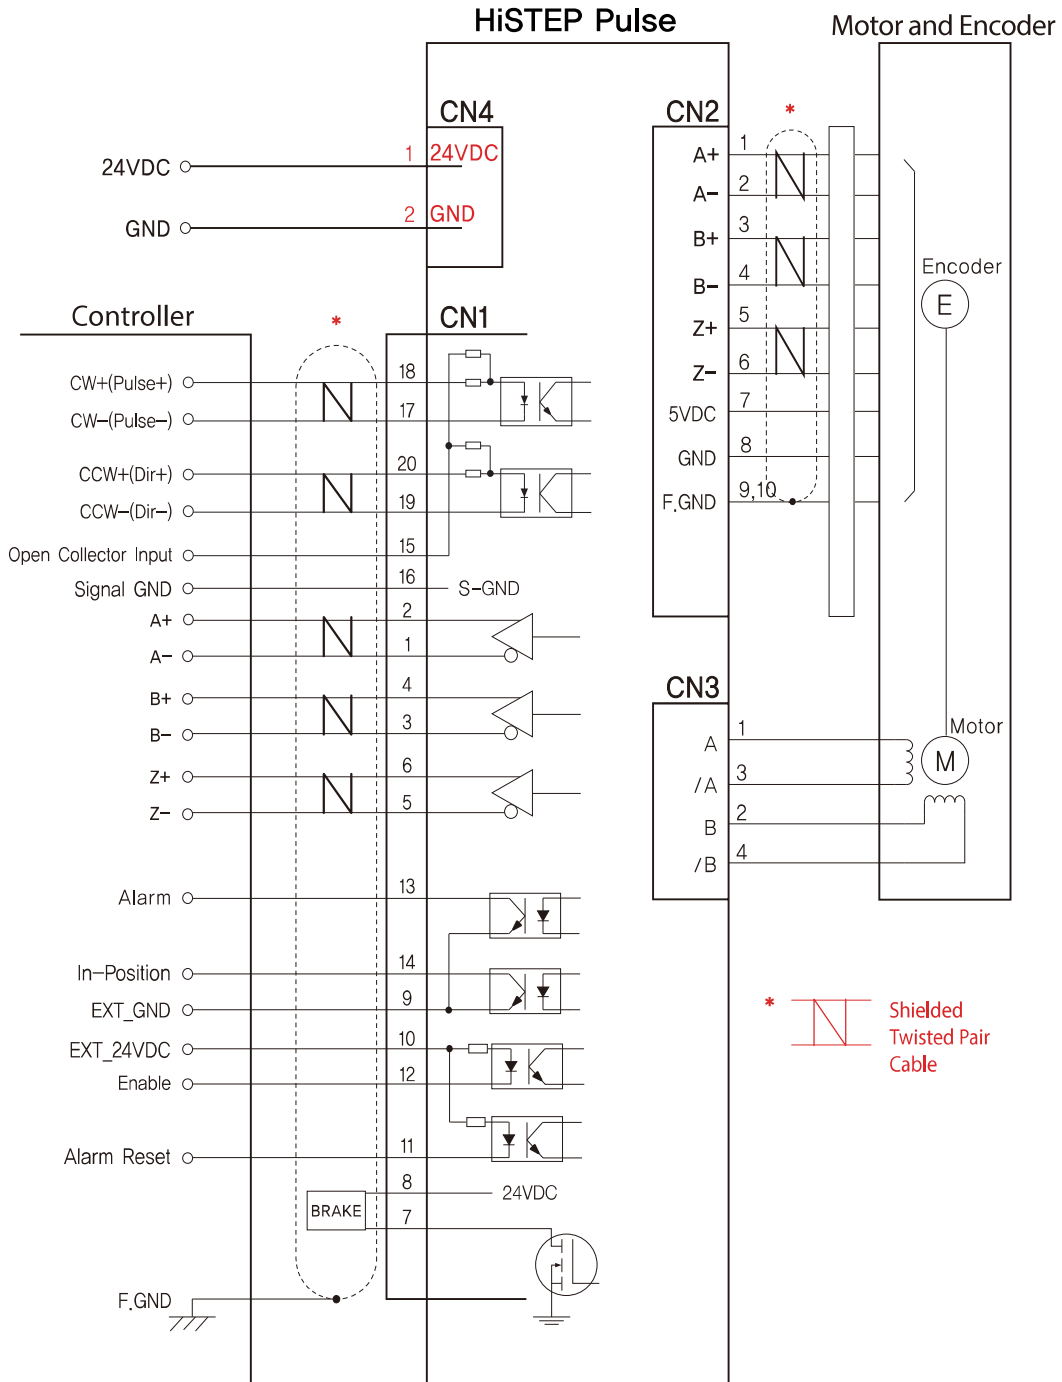 HiSTEP Pulse
Motor and Encoder
CN4
24VDC
1
24VDC
GND
2
GND
CN2
*
A+
1
A-
2
B+
3
B-
4
Z+
5
Z-
6
5VDC
7
GND
8
F.GND
9,10
Encoder
E
Controller
*
CN1
CW+(Pulse+)
18
CW-(Pulse-)
17
CCW+(Dir+)
20
CCW-(Dir-)
19
Open Collector Input
15
Signal GND
16
S-GND
A+
2
A-
1
B+
4
B-
3
Z+
6
Z-
5
CN3
A
1
/A
3
B
2
/B
4
Motor
M
Alarm
13
In-Position
14
EXT_GND
9
EXT_24VDC
10
Enable
12
Alarm Reset
11
8
24VDC
BRAKE
7
F.GND
*
Shielded
Twisted Pair
Cable